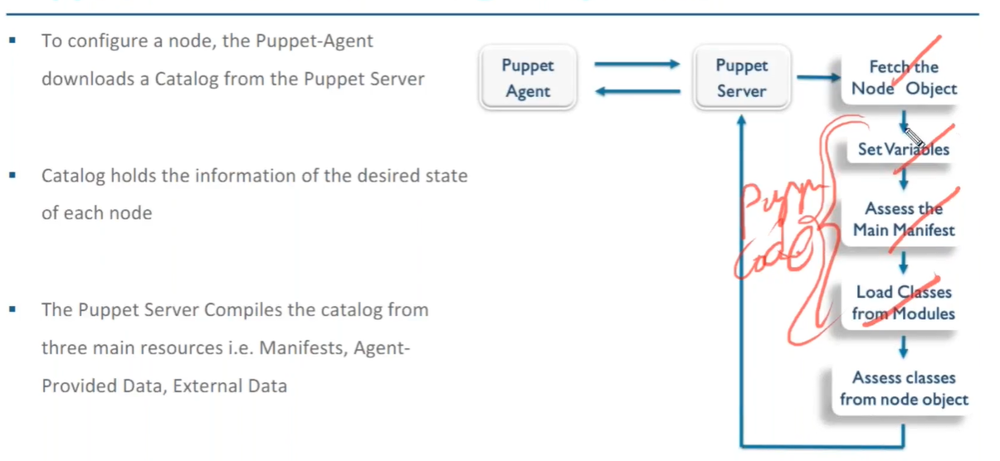 ▪ To configure a node, the Puppet-Agent
downloads a Catalog from the Puppet Server
▪ Catalog holds the information of the desired state
of each node
▪ The Puppet Server Compiles the catalog from
three main resources i.e. Manifests, Agent-
Provided Data, External Data
Puppet
Agent
Puppet
Server
Fetch the
Node Object
Set Variables
Assess the
Main Manifest
Load Classes
from Modules
Assess classes
from node object
Code